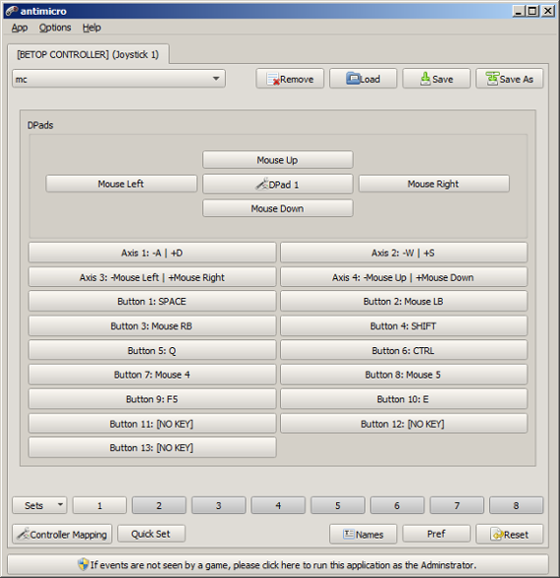 antimicro
App Options Help
[BETOP CONTROLLER] (Joystick 1)
mc Remove Load Save Save As
DPads
Mouse Up
Mouse Left DPad 1 Mouse Right
Mouse Down
Axis 1: -A | +D Axis 2: -W | +S
Axis 3: -Mouse Left | +Mouse Right Axis 4: -Mouse Up | +Mouse Down
Button 1: SPACE Button 2: Mouse LB
Button 3: Mouse RB Button 4: SHIFT
Button 5: Q Button 6: CTRL
Button 7: Mouse 4 Button 8: Mouse 5
Button 9: F5 Button 10: E
Button 11: [NO KEY] Button 12: [NO KEY]
Button 13: [NO KEY]
Sets 1 2 3 4 5 6 7 8
Controller Mapping Quick Set Names Pref Reset
If events are not seen by a game, please click here to run this application as the Adminstrator.